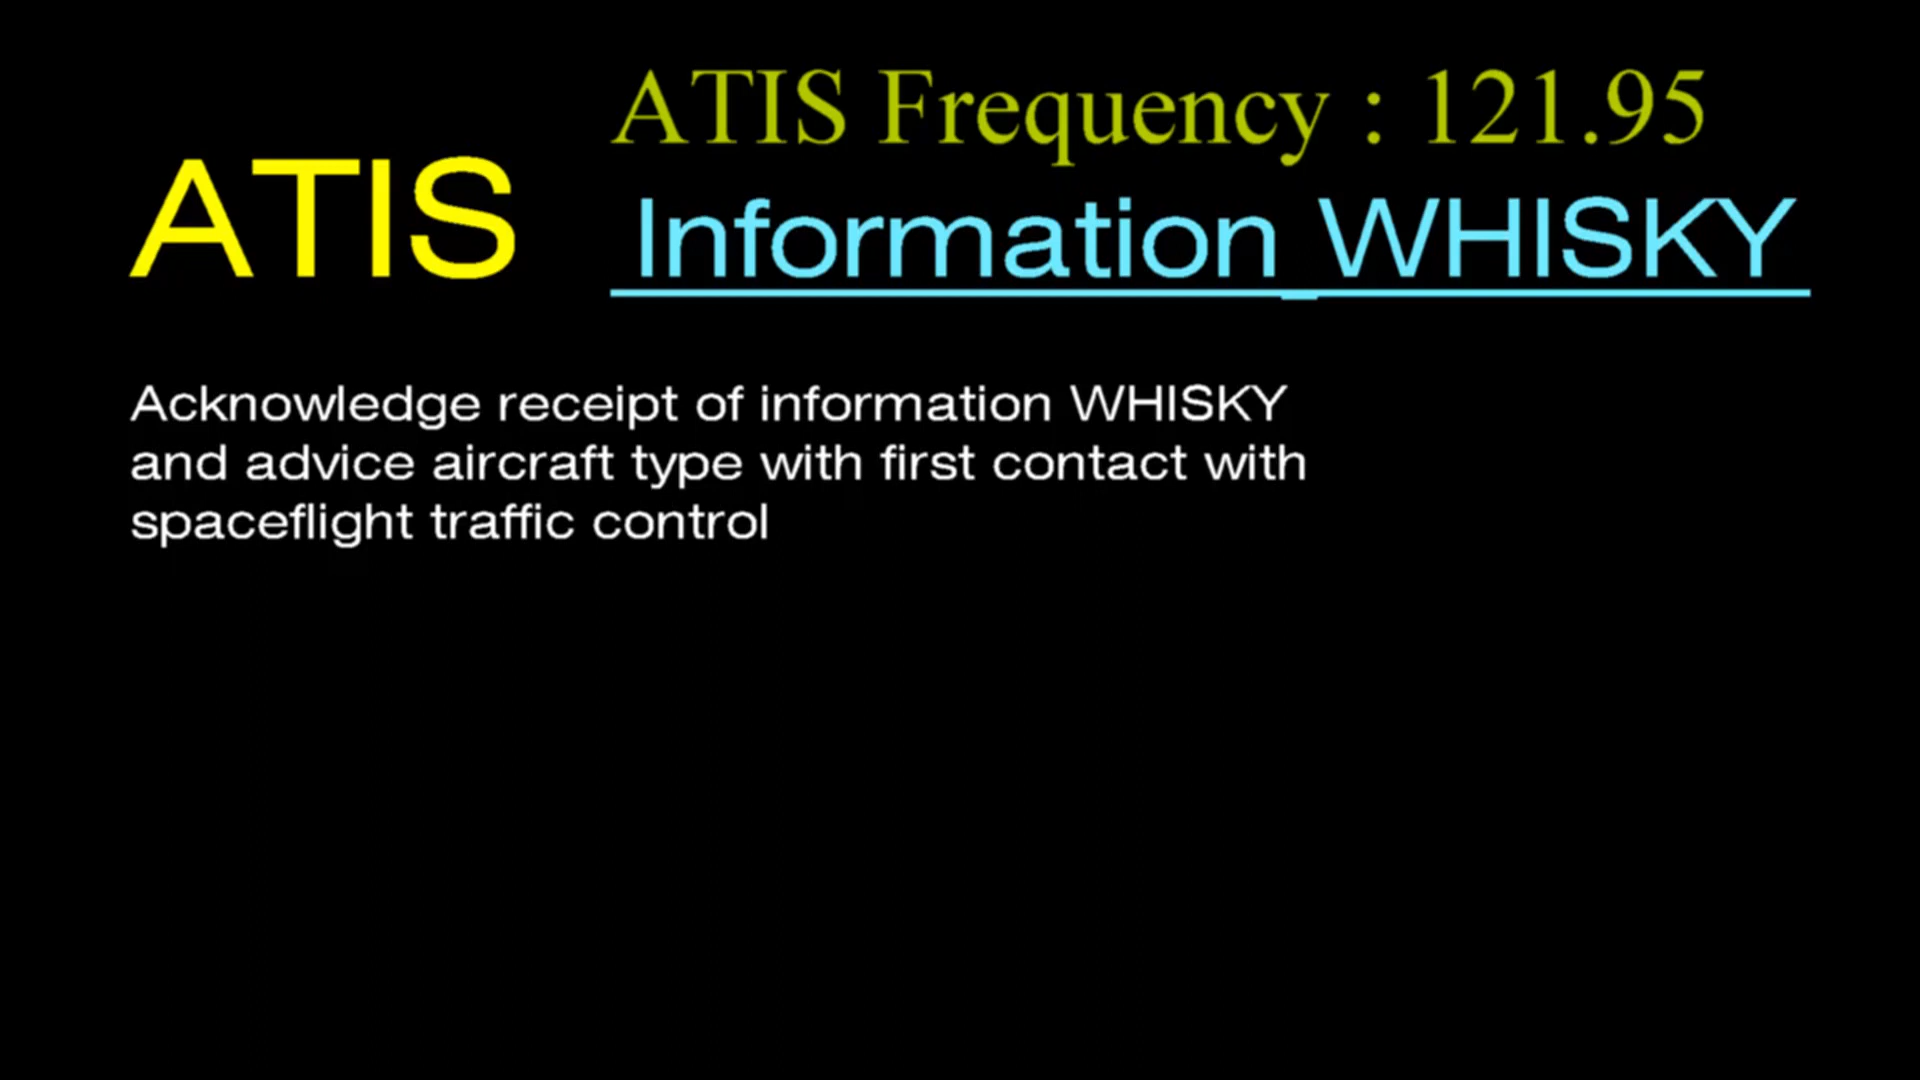 ATIS Frequency : 121.95
ATIS Information WHISKY
Acknowledge receipt of information WHISKY
and advice aircraft type with first contact with
spaceflight traffic control